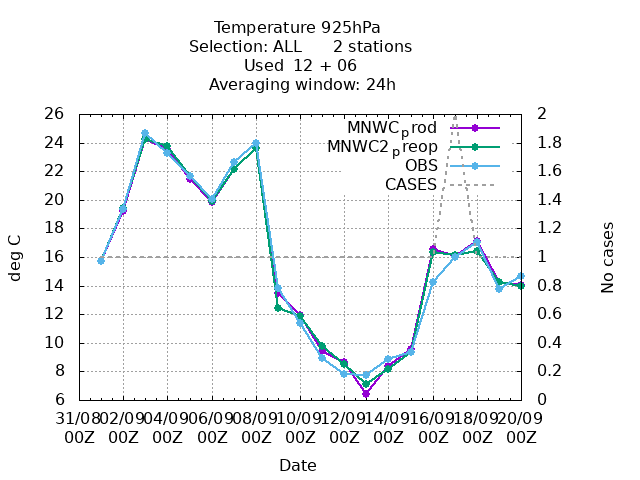 Temperature 925hPa
Selection: ALL 2 stations
Used 12 + 06
Averaging window: 24h
26 24 22 20 18 16 14 12 10 8 6
deg C
MNWC_prod
MNWC2_preop
OBS
CASES
2 1.8 1.6 1.4 1.2 1 0.8 0.6 0.4 0.2 0
No cases
31/08 02/09 04/09 06/09 08/09 10/09 12/09 14/09 16/09 18/09 20/09
00Z 00Z 00Z 00Z 00Z 00Z 00Z 00Z 00Z 00Z 00Z
Date